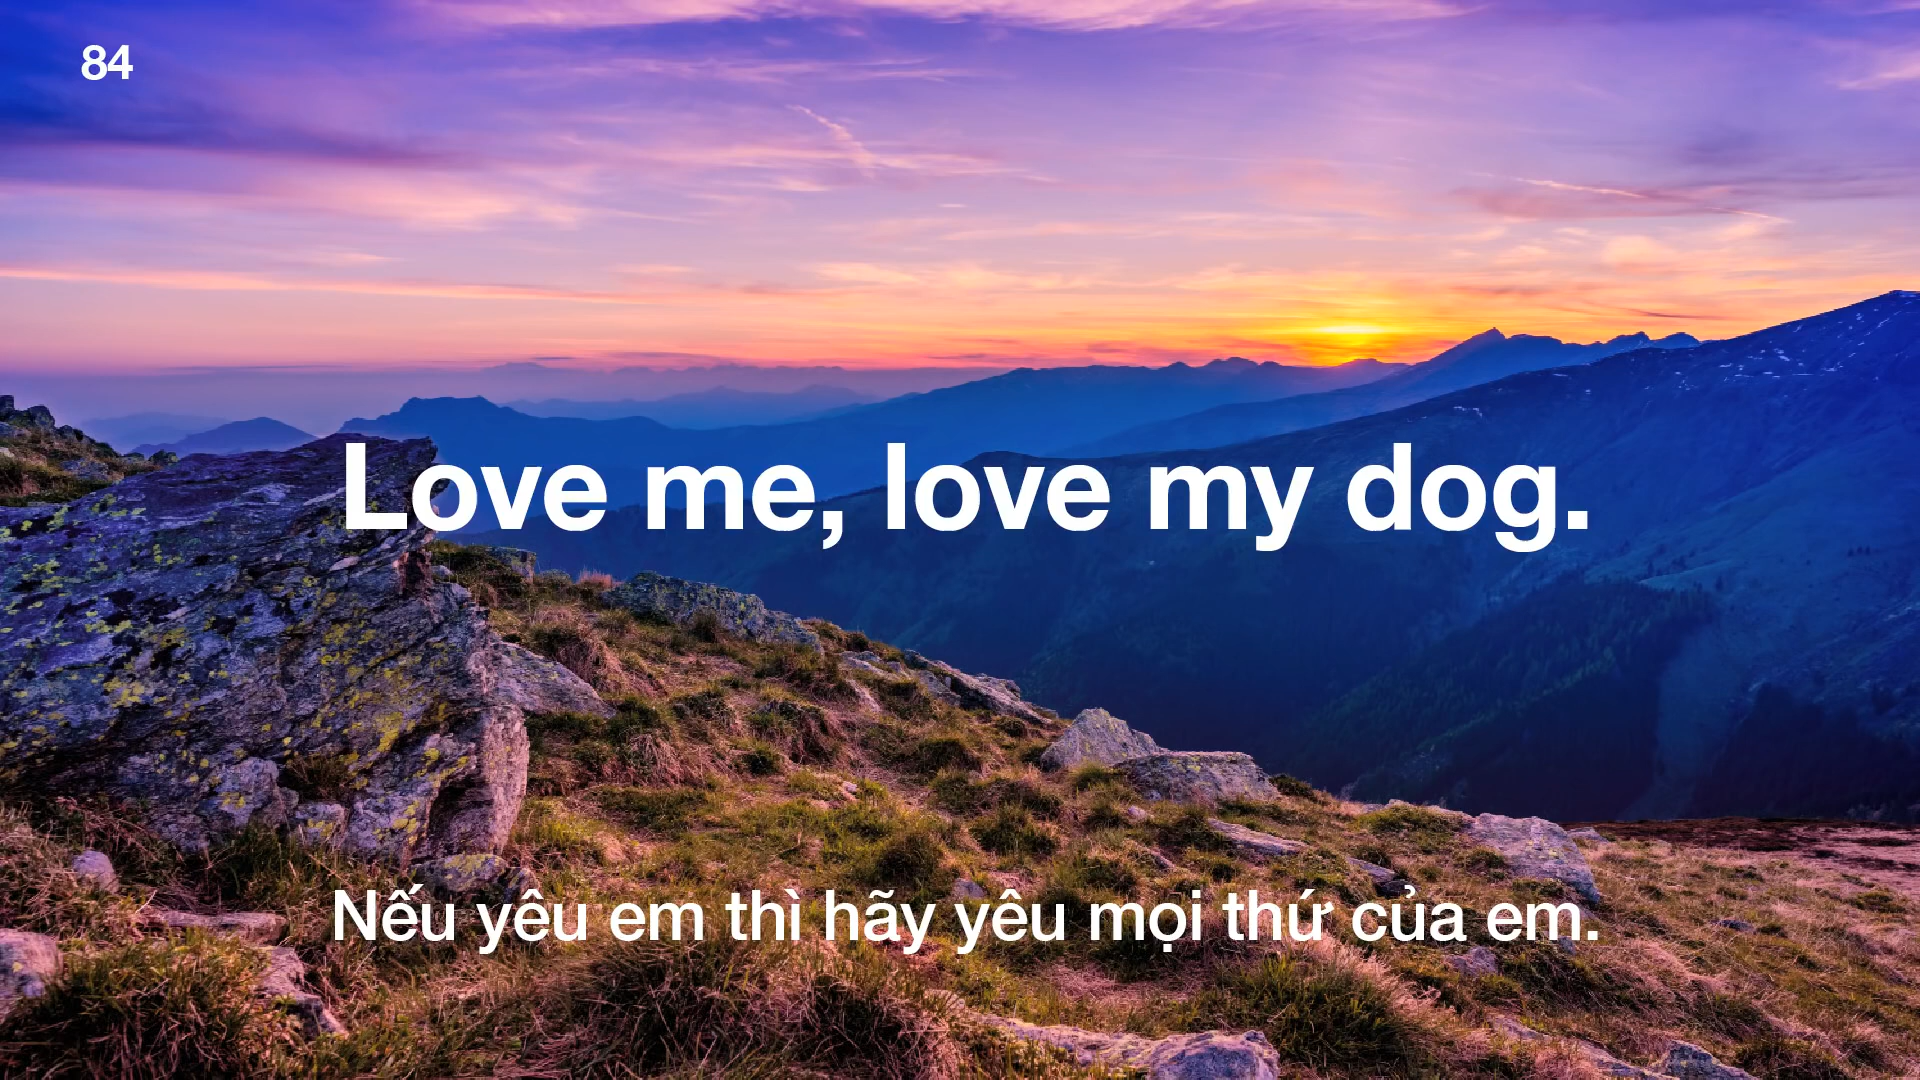 84
Love me, love my dog.
Nếu yêu em thì hãy yêu mọi thứ của em.